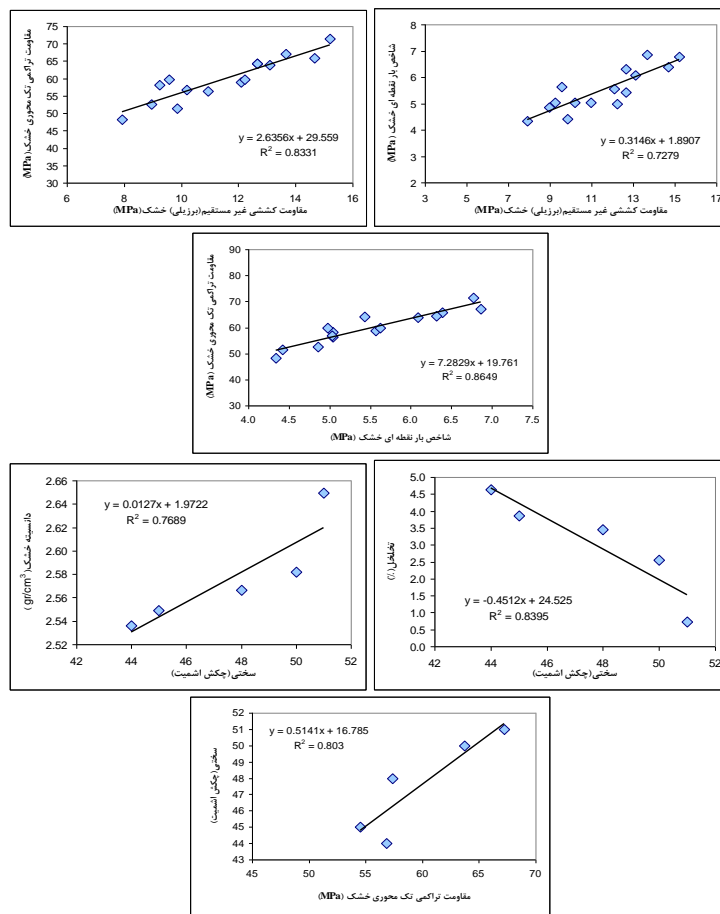 مقاومت تراکمی تک محوری خشک(MPa)
75
70
65
60
55
50
45
40
35
30
y = 2.6356x + 29.559
R² = 0.8331
6 8 10 12 14 16
مقاومت کششی غیر مستقیم(برزیلی) خشک(MPa)
شاخص بار نقطه ای خشک (MPa)
8
7
6
5
4
3
2
y = 0.3146x + 1.8907
R² = 0.7279
3 5 7 9 11 13 15 17
مقاومت کششی غیر مستقیم(برزیلی) خشک(MPa)
مقاومت تراکمی تک محوری خشک (MPa)
90
80
70
60
50
40
30
y = 7.2829x + 19.761
R² = 0.8649
4.0 4.5 5.0 5.5 6.0 6.5 7.0 7.5
شاخص بار نقطه ای خشک (MPa)
دانسیته خشک(gr/cm³)
2.66
2.64
2.62
2.60
2.58
2.56
2.54
2.52
y = 0.0127x + 1.9722
R² = 0.7689
42 44 46 48 50 52
سختی(چکش اشمیت)
تخلخل(٪)
5.0
4.5
4.0
3.5
3.0
2.5
2.0
1.5
1.0
0.5
0.0
y = -0.4512x + 24.525
R² = 0.8395
42 44 46 48 50 52
سختی(چکش اشمیت)
سختی(چکش اشمیت)
52
51
50
49
48
47
46
45
44
43
y = 0.5141x + 16.785
R² = 0.803
45 50 55 60 65 70
مقاومت تراکمی تک محوری خشک (MPa)